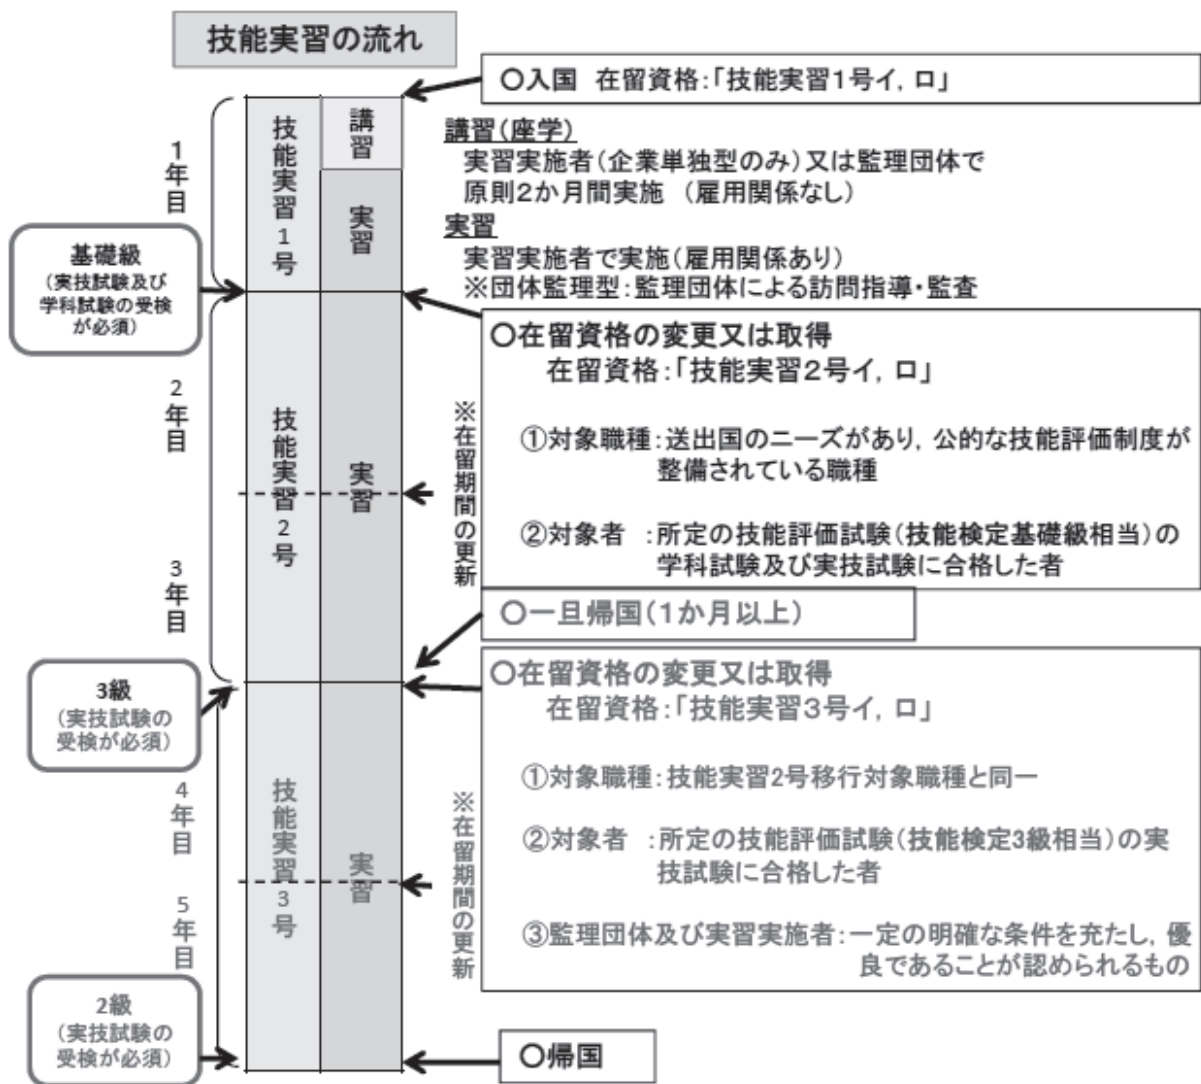 技能実習の流れ
○入国　在留資格：「技能実習１号イ，ロ」
１年目
技能実習１号
講習
実習
講習（座学）
実習実施者（企業単独型のみ）又は監理団体で
原則２か月間実施　（雇用関係なし）
実習
実習実施者で実施（雇用関係あり）
※団体監理型：監理団体による訪問指導・監査
基礎級
（実技試験及び
学科試験の受検
が必須）
○在留資格の変更又は取得
在留資格：「技能実習２号イ，ロ」
①対象職種：送出国のニーズがあり，公的な技能評価制度が
整備されている職種
②対象者　：所定の技能評価試験（技能検定基礎級相当）の
学科試験及び実技試験に合格した者
２年目
３年目
技能実習２号
実習
※在留期間の更新
○一旦帰国（１か月以上）
3級
（実技試験の
受検が必須）
○在留資格の変更又は取得
在留資格：「技能実習３号イ，ロ」
①対象職種：技能実習２号移行対象職種と同一
②対象者　：所定の技能評価試験（技能検定３級相当）の実
技試験に合格した者
③監理団体及び実習実施者：一定の明確な条件を充たし，優
良であることが認められるもの
４年目
５年目
技能実習３号
実習
※在留期間の更新
2級
（実技試験の
受検が必須）
○帰国